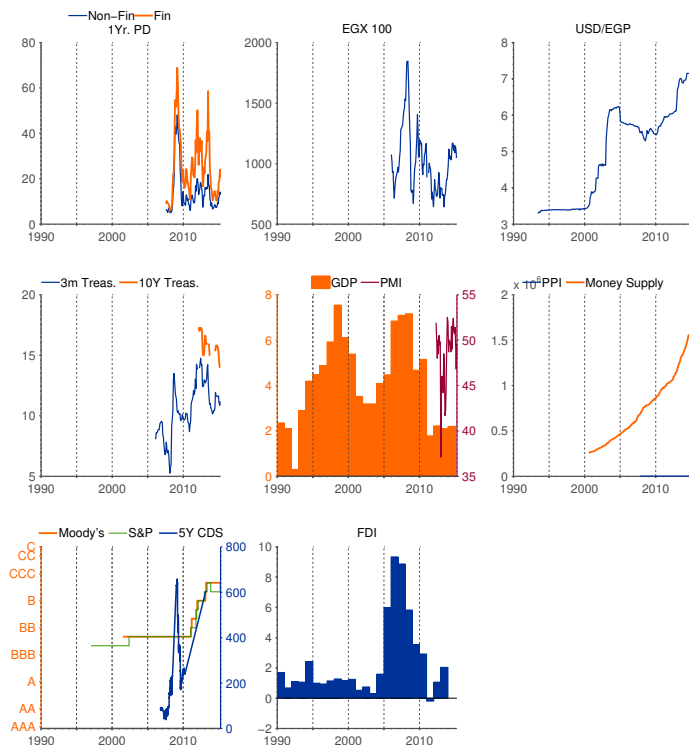 Non-Fin Fin
1Yr. PD
80
60
40
20
0
1990 2000 2010
EGX 100
2000
1500
1000
500
1990 2000 2010
USD/EGP
8
7
6
5
4
3
1990 2000 2010
3m Treas. 10Y Treas.
20
15
10
5
1990 2000 2010
GDP PMI
8
6
4
2
0
55
50
45
40
35
1990 2000 2010
x 10^6
PPI Money Supply
2
1.5
1
0.5
0
1990 2000 2010
Moody's S&P 5Y CDS
C
CC
CCC
B
BB
BBB
A
AA
AAA
800
600
400
200
0
1990 2000 2010
FDI
10
8
6
4
2
0
−2
1990 2000 2010